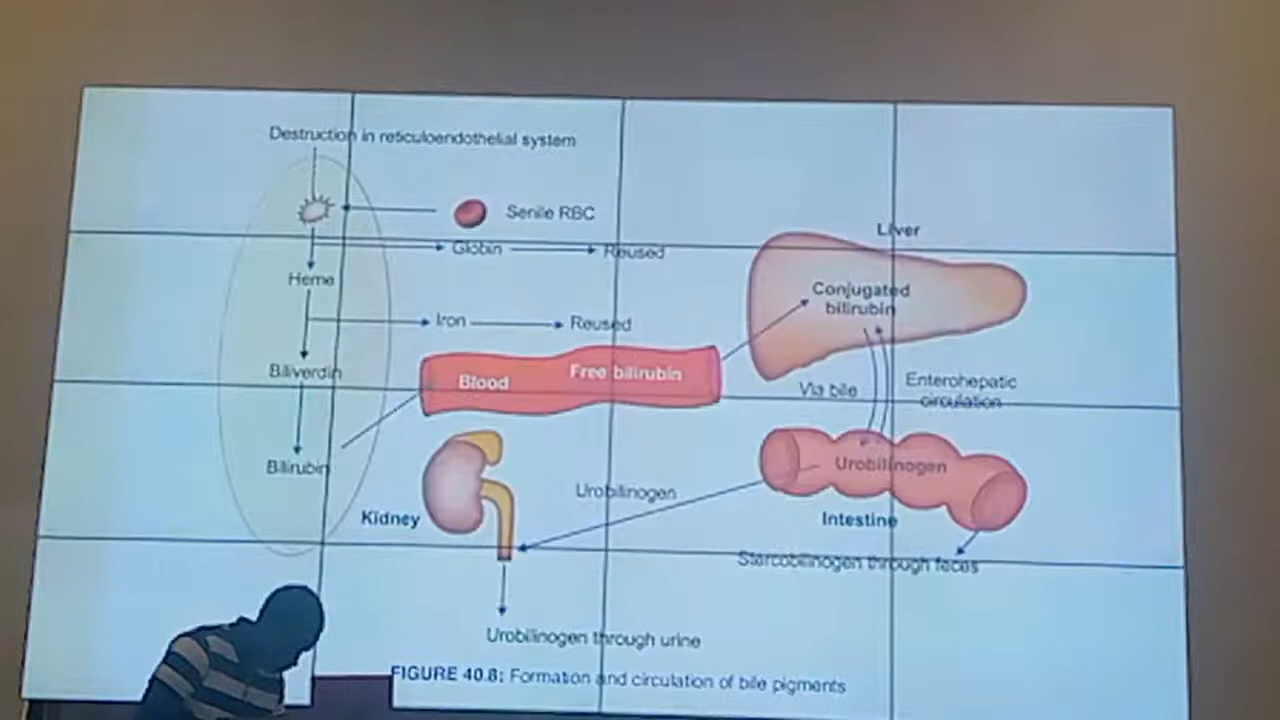 Destruction in reticuloendothelial system
Senile RBC
Globin
Reused
Heme
Iron
Reused
Biliverdin
Bilirubin
Blood
Free bilirubin
Liver
Conjugated
bilirubin
Via bile
Enterohepatic
circulation
Urobilinogen
Intestine
Kidney
Urobilinogen
Stercobilinogen through feces
Urobilinogen through urine
FIGURE 40.8: Formation and circulation of bile pigments